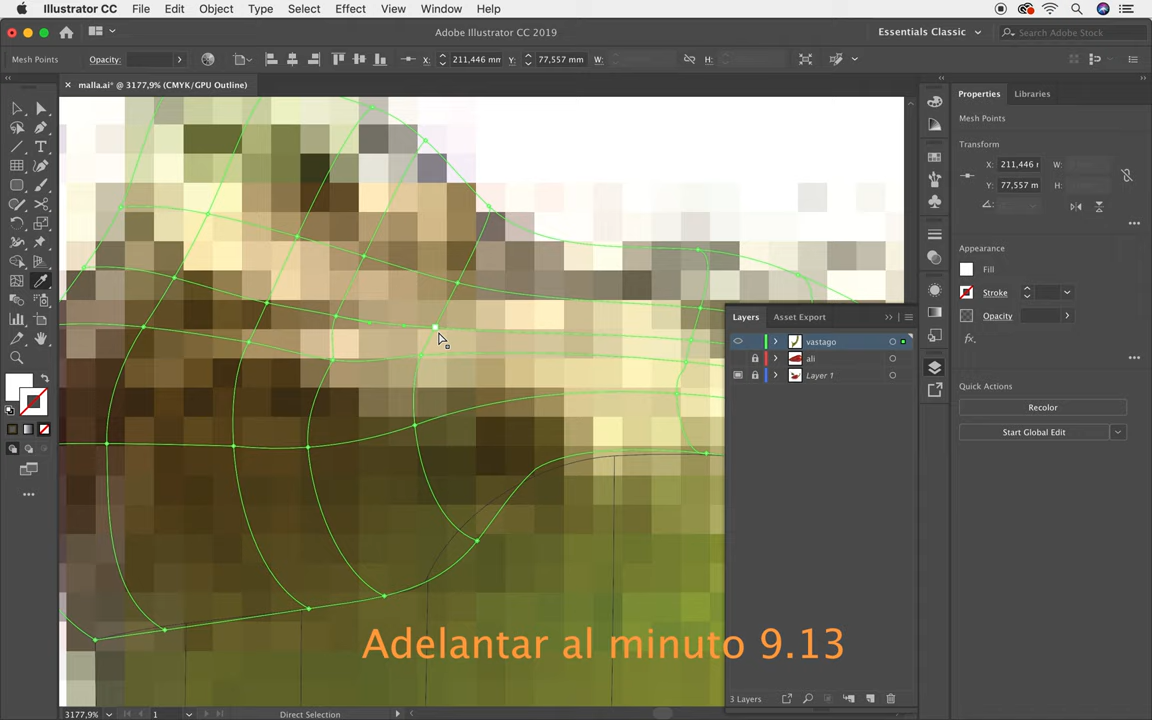 Illustrator CC File Edit Object Type Select Effect View Window Help
Adobe Illustrator CC 2019
Essentials Classic
Search Adobe Stock
Mesh Points
Opacity:
X: 211,446 mm
Y: 77,557 mm
W:
malla.ai* @ 3177,9% (CMYK/GPU Outline)
Properties Libraries
Mesh Points
Transform
X: 211,446 r W:
Y: 77,557 m H:
Appearance
Fill
Stroke
Opacity
fx.
Quick Actions
Recolor
Start Global Edit
Layers Asset Export
vastago
ali
Layer 1
3 Layers
Adelantar al minuto 9.13
3177,9% 1 Direct Selection